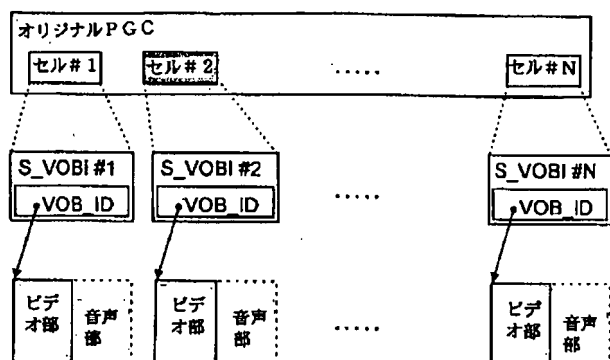 オリジナルPGC
セル#1
セル#2
.....
セル#N
S_VOBI #1
S_VOBI #2
S_VOBI #N
VOB_ID
VOB_ID
.....
VOB_ID
ビデオ部
音声部
ビデオ部
音声部
.....
ビデオ部
音声部